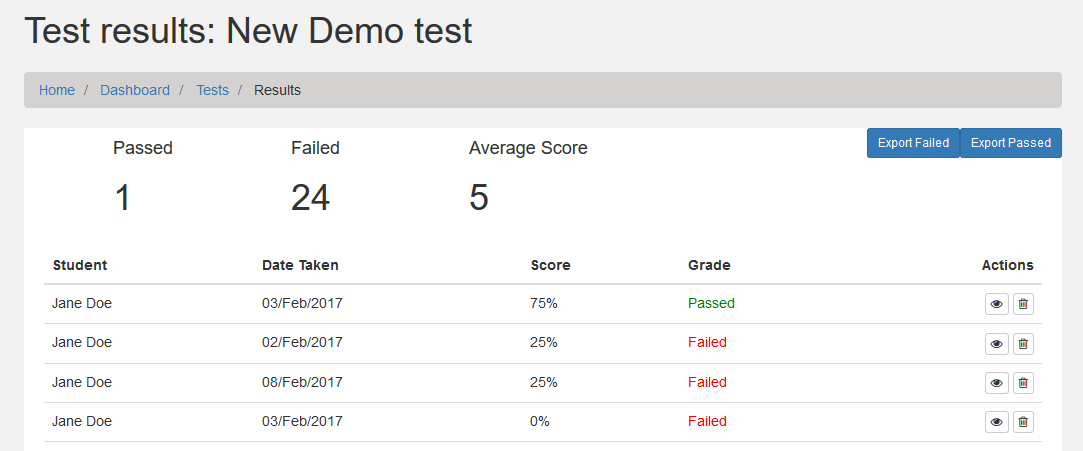 Test results: New Demo test
Home / Dashboard / Tests / Results
Passed Failed Average Score Export Failed Export Passed
1 24 5
Student Date Taken Score Grade Actions
Jane Doe 03/Feb/2017 75% Passed
Jane Doe 02/Feb/2017 25% Failed
Jane Doe 08/Feb/2017 25% Failed
Jane Doe 03/Feb/2017 0% Failed